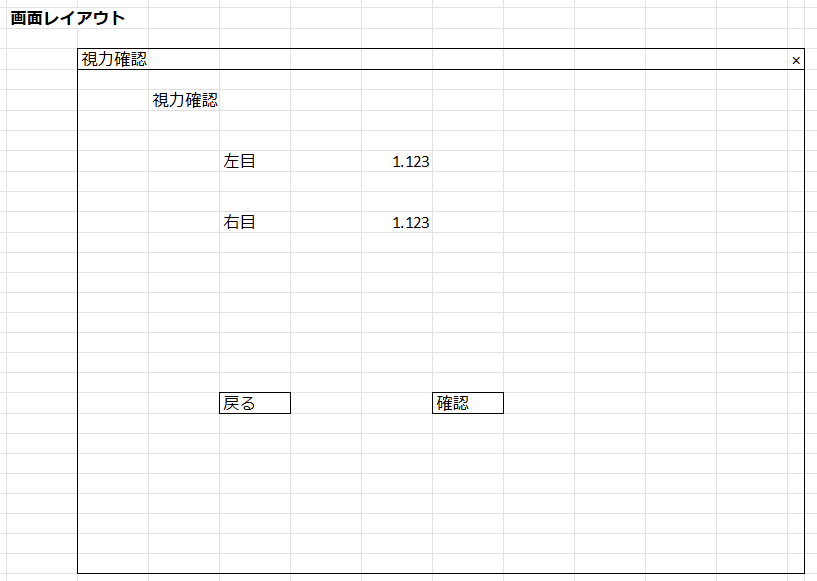 画面レイアウト
視力確認 ×
視力確認
左目 1.123
右目 1.123
戻る 確認